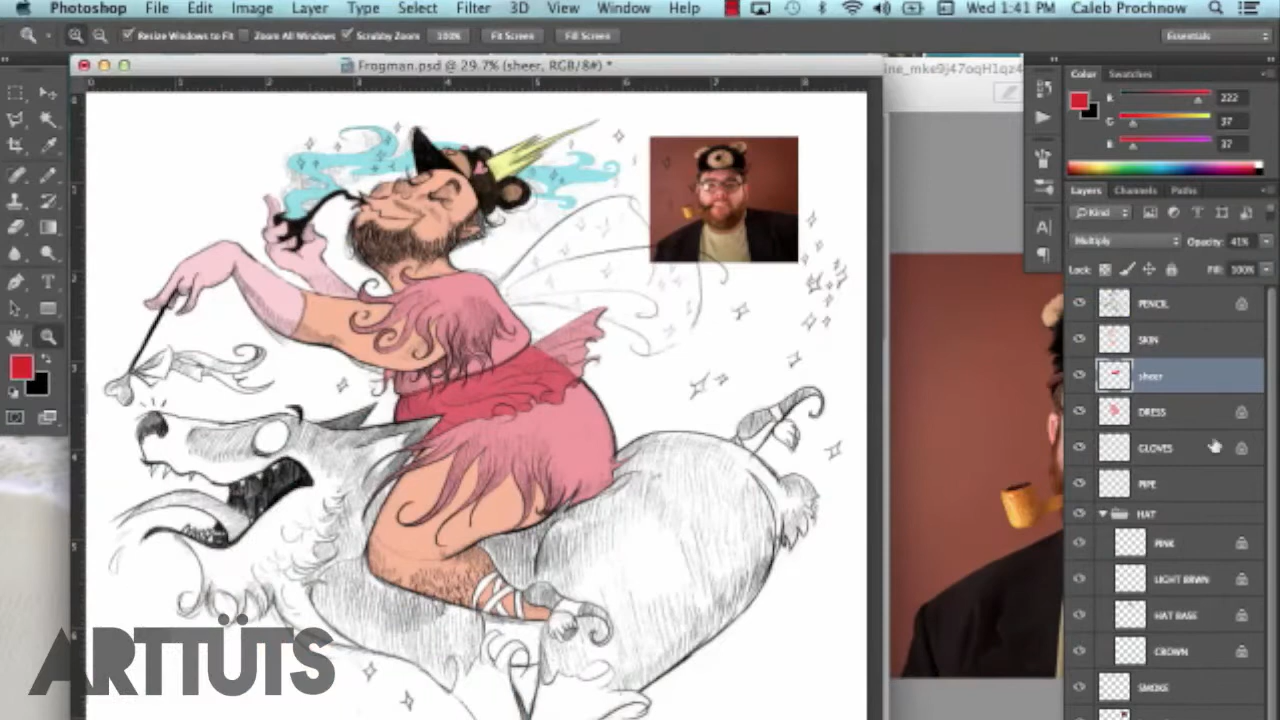 Photoshop File Edit Image Layer Type Select Filter 3D View Window Help Wed 1:41 PM Caleb Prochnow
Resize Windows to Fit Zoom All Windows Scrubby Zoom 100% Fit Screen Fill Screen Essentials
Frogman.psd @ 29.7% (sheer, RGB/8#) *
ine_mke9j47oqH1qz4
Color Swatches
R 222
G 37
B 37
Layers Channels Paths
Kind
Multiply Opacity: 41%
Lock: Fill: 100%
PENCIL
SKIN
sheer
DRESS
GLOVES
PIPE
HAT
PINK
LIGHT BRWN
HAT BASE
CROWN
SMOKE
ARTTÜTS